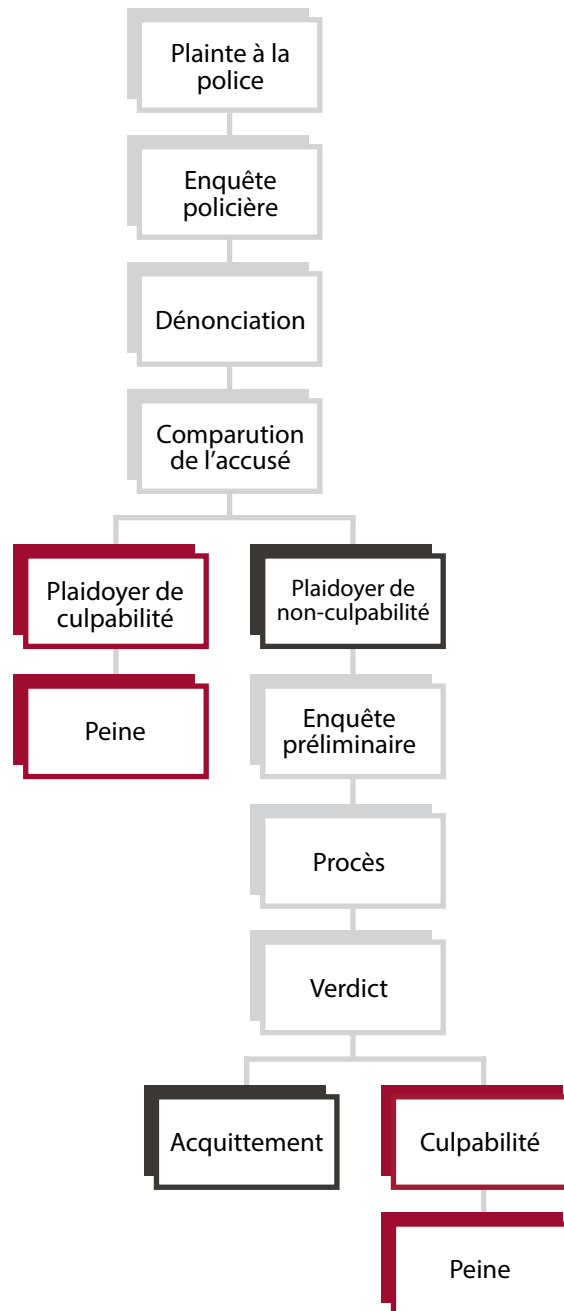 Plainte à la
police
Enquête
policière
Dénonciation
Comparution
de l’accusé
Plaidoyer de
culpabilité
Plaidoyer de
non-culpabilité
Peine
Enquête
préliminaire
Procès
Verdict
Acquittement
Culpabilité
Peine